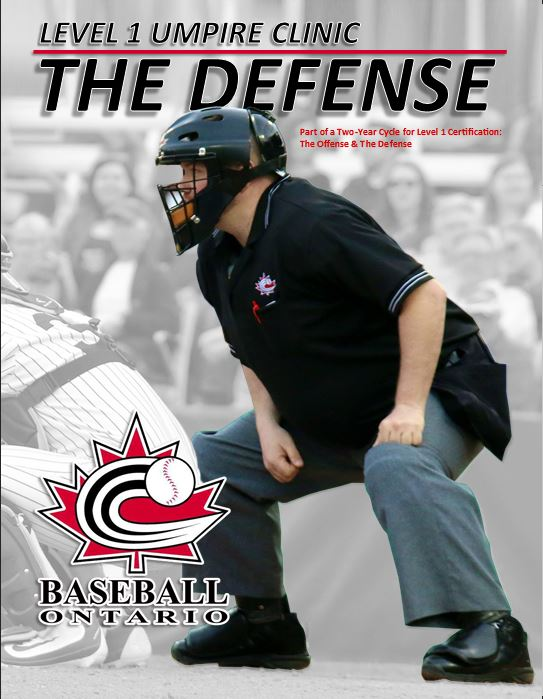 LEVEL 1 UMPIRE CLINIC
THE DEFENSE
Part of a Two-Year Cycle for Level 1 Certification:
The Offense & The Defense
BASEBALL
ONTARIO